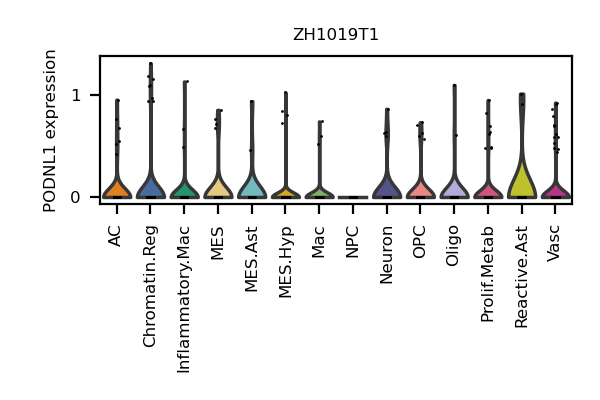 ZH1019T1
PODNL1 expression
1
0
AC
Chromatin.Reg
Inflammatory.Mac
MES
MES.Ast
MES.Hyp
Mac
NPC
Neuron
OPC
Oligo
Prolif.Metab
Reactive.Ast
Vasc